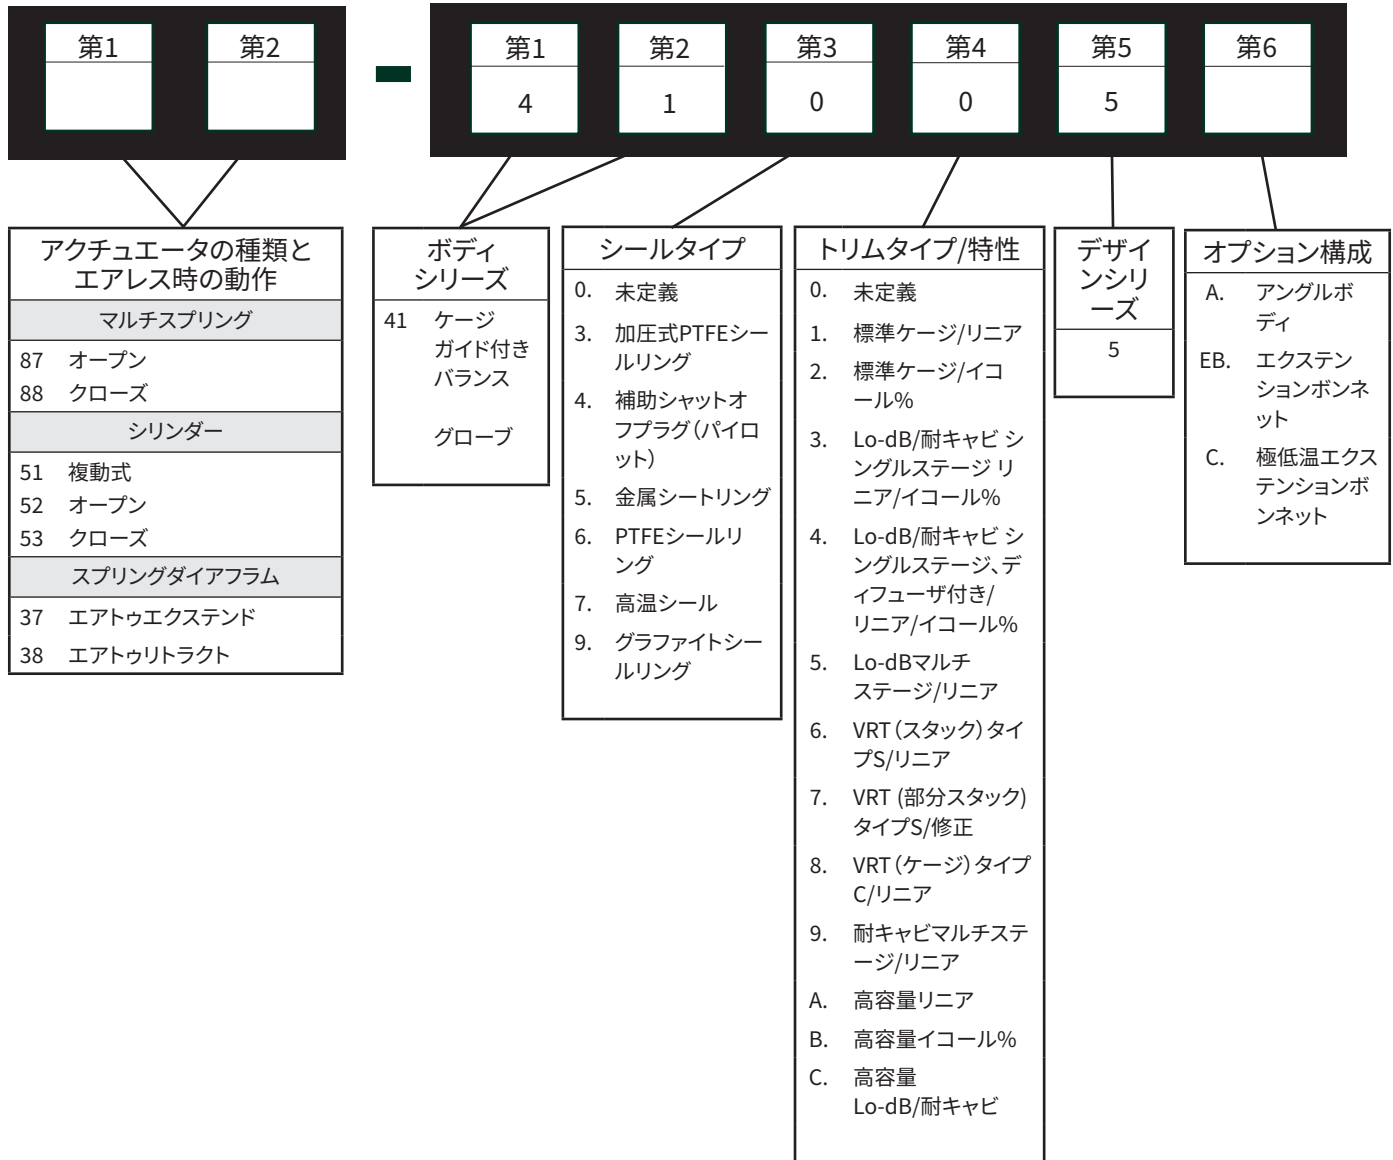 第1
第2
第1
4
第2
1
第3
0
第4
0
第5
5
第6
アクチュエータの種類と
エアレス時の動作
マルチスプリング
87 オープン
88 クローズ
シリンダー
51 複動式
52 オープン
53 クローズ
スプリングダイアフラム
37 エアトゥエクステンド
38 エアトゥリトラクト
ボディ
シリーズ
41 ケージ
ガイド付き
バランス
グローブ
シールタイプ
0. 未定義
3. 加圧式PTFEシー
ルリング
4. 補助シャットオ
フプラグ（パイロ
ット）
5. 金属シートリング
6. PTFEシールリ
ング
7. 高温シール
9. グラファイトシー
ルリング
トリムタイプ/特性
0. 未定義
1. 標準ケージ/リニア
2. 標準ケージ/イコ
ール%
3. Lo-dB/耐キャビ シ
ングルステージ リ
ニア/イコール%
4. Lo-dB/耐キャビ シ
ングルステージ、デ
ィフューザ付き/
リニア/イコール%
5. Lo-dBマルチ
ステージ/リニア
6. VRT（スタック）タイ
プS/リニア
7. VRT (部分スタック)
タイプS/修正
8. VRT（ケージ）タイプ
C/リニア
9. 耐キャビマルチステ
ージ/リニア
A. 高容量リニア
B. 高容量イコール%
C. 高容量
Lo-dB/耐キャビ
デザイ
ンシリ
ーズ
5
オプション構成
A. アングルボ
ディ
EB. エクステン
ションボンネ
ット
C. 極低温エクス
テンションボ
ンネット